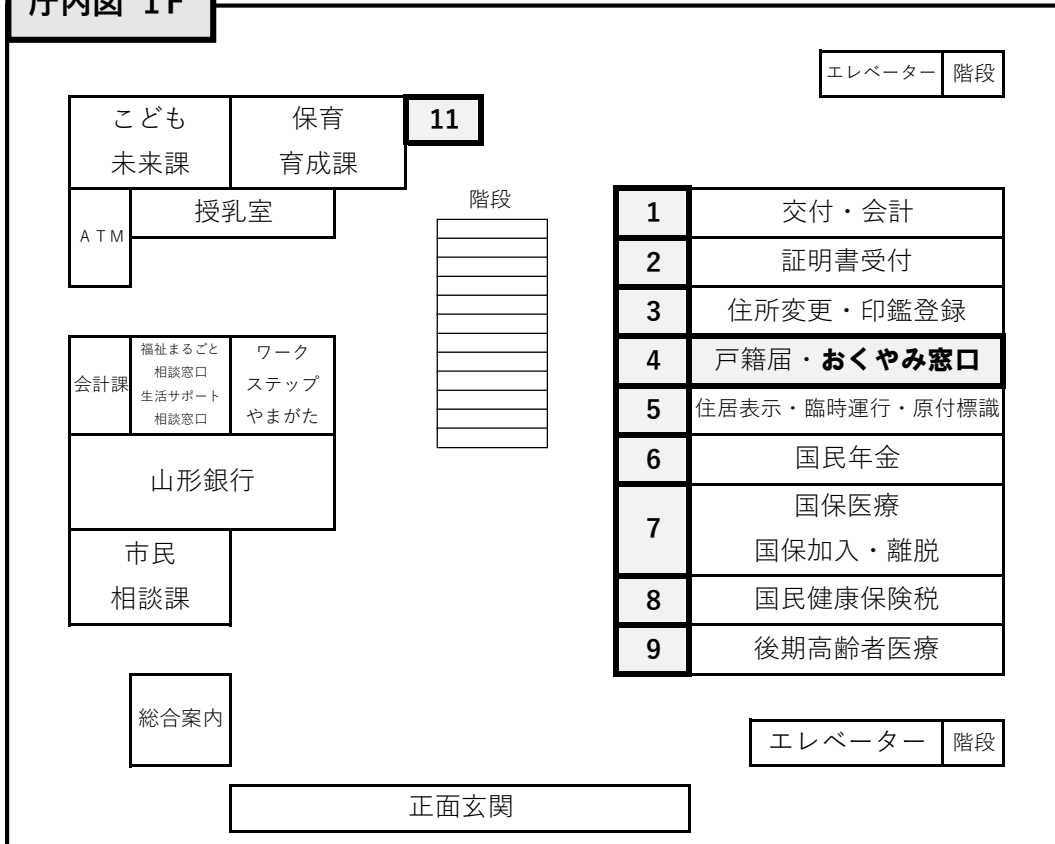 庁内図 1F
エレベーター 階段
こども
未来課
保育
育成課
11
授乳室
ATM
階段
1 交付・会計
2 証明書受付
3 住所変更・印鑑登録
4 戸籍届・おくやみ窓口
5 住居表示・臨時運行・原付標識
6 国民年金
7 国保医療
国保加入・離脱
8 国民健康保険税
9 後期高齢者医療
会計課
福祉まるごと
相談窓口
生活サポート
相談窓口
ワーク
ステップ
やまがた
山形銀行
市民
相談課
総合案内
エレベーター 階段
正面玄関